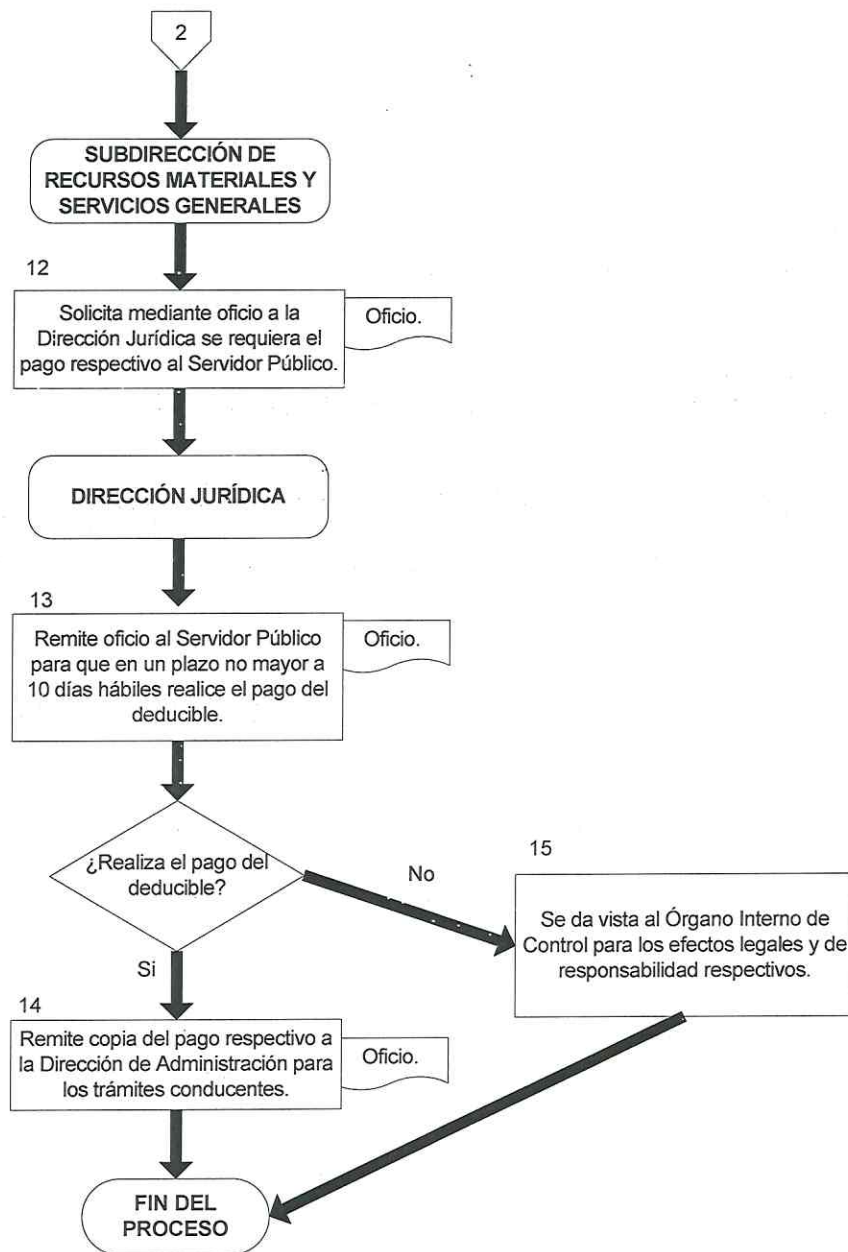 2
SUBDIRECCIÓN DE
RECURSOS MATERIALES Y
SERVICIOS GENERALES
12
Solicita mediante oficio a la
Dirección Jurídica se requiera el
pago respectivo al Servidor Público.
Oficio.
DIRECCIÓN JURÍDICA
13
Remite oficio al Servidor Público
para que en un plazo no mayor a
10 días hábiles realice el pago del
deducible.
Oficio.
¿Realiza el pago del
deducible?
No
15
Se da vista al Órgano Interno de
Control para los efectos legales y de
responsabilidad respectivos.
Si
14
Remite copia del pago respectivo a
la Dirección de Administración para
los trámites conducentes.
Oficio.
FIN DEL
PROCESO